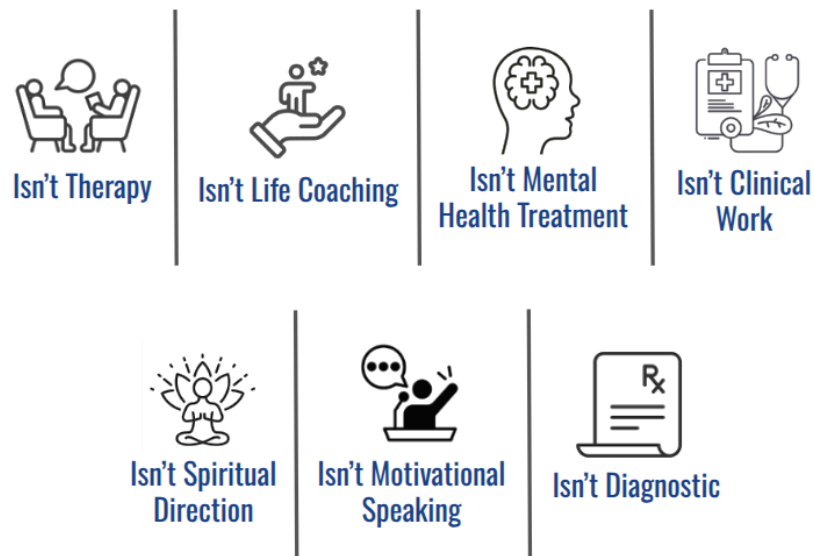 Isn't Therapy
Isn't Life Coaching
Isn't Mental
Health Treatment
Isn't Clinical
Work
Isn't Spiritual
Direction
Isn't Motivational
Speaking
Rx
Isn't Diagnostic